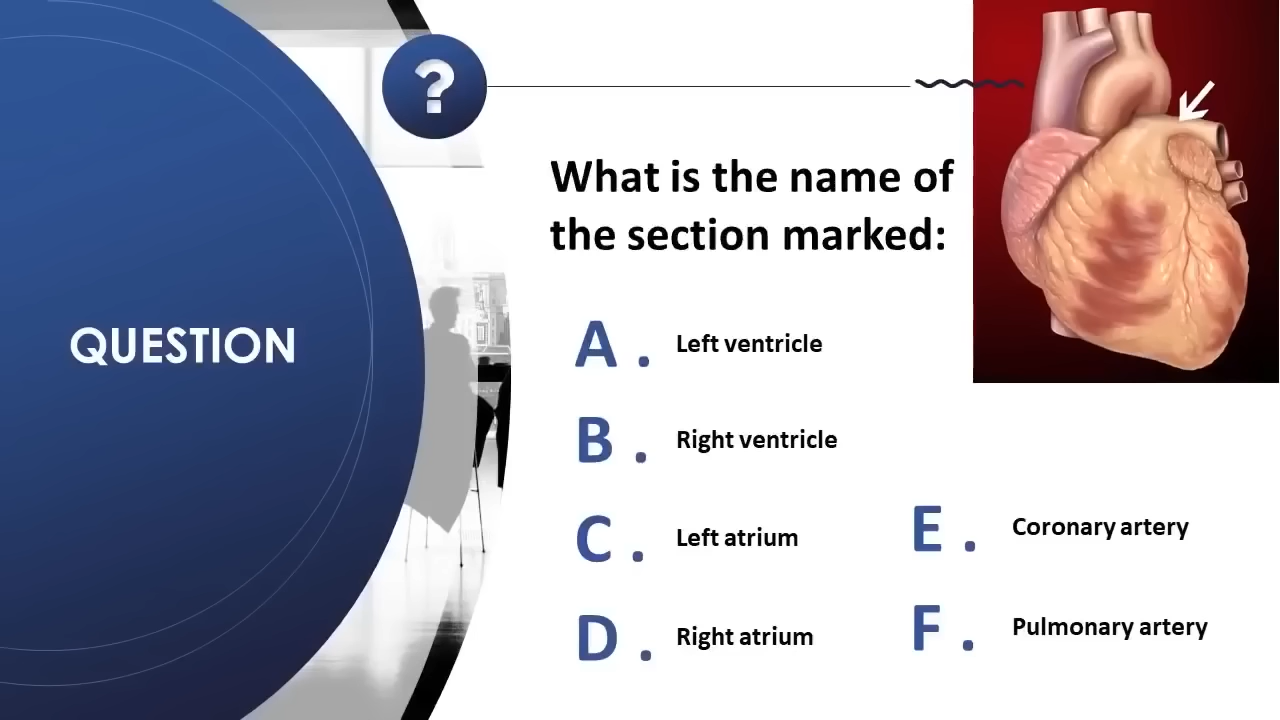 ?
QUESTION
What is the name of
the section marked:
A . Left ventricle
B . Right ventricle
C . Left atrium
D . Right atrium
E . Coronary artery
F . Pulmonary artery